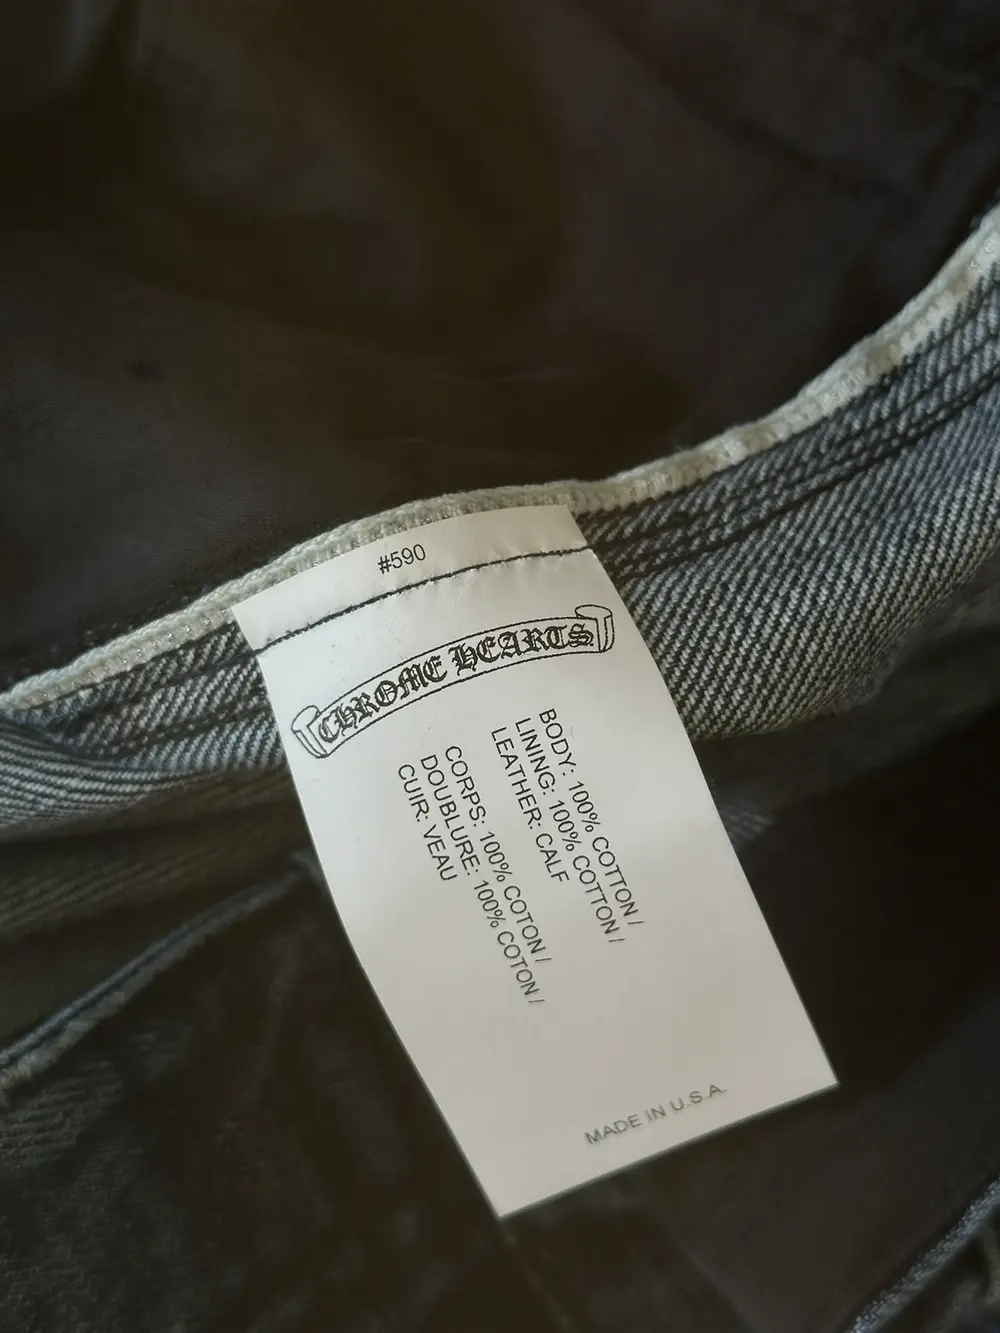 #590
CHROME HEARTS
BODY: 100% COTTON /
LINING: 100% COTTON /
LEATHER: CALF
CORPS: 100% COTON /
DOUBLURE: 100% COTON /
CUIR: VEAU
MADE IN U.S.A.